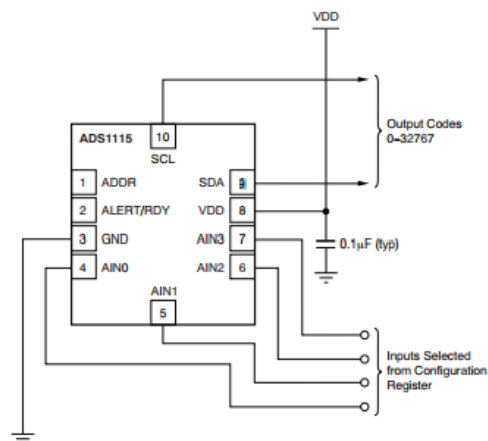 VDD
ADS1115
10
SCL
Output Codes
0–32767
1 ADDR
SDA 9
2 ALERT/RDY
VDD 8
3 GND
AIN3 7
0.1μF (typ)
4 AIN0
AIN2 6
AIN1
5
Inputs Selected
from Configuration
Register